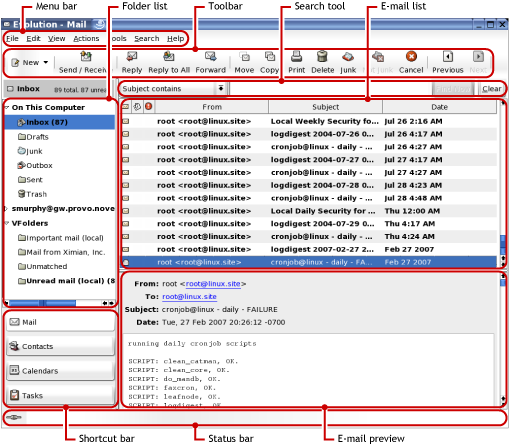 Menu bar
Folder list
Toolbar
Search tool
E-mail list
Evolution - Mail
File Edit View Actions Tools Search Help
New Send / Receive Reply Reply to All Forward Move Copy Print Delete Junk Not Junk Cancel Previous Next
Inbox 89 total, 87 unread
Subject contains Clear
On This Computer
Inbox (87)
Drafts
Junk
Outbox
Sent
Trash
smurphy@gw.provo.nove
VFolders
Important mail (local)
Mail from Ximian, Inc.
Unmatched
Unread mail (local) (8
From Subject Date
root <root@linux.site> Local Weekly Security fo... Jul 26 2:16 AM
root <root@linux.site> logdigest 2004-07-26 0... Jul 26 4:17 AM
root <root@linux.site> cronjob@linux - daily - ... Jul 26 4:27 AM
root <root@linux.site> logdigest 2004-07-27 0... Jul 27 4:17 AM
root <root@linux.site> cronjob@linux - daily - ... Jul 27 4:27 AM
root <root@linux.site> logdigest 2004-07-28 0... Jul 28 4:23 AM
root <root@linux.site> cronjob@linux - daily - ... Jul 28 4:48 AM
root <root@linux.site> Local Daily Security for ... Thu 12:00 AM
root <root@linux.site> logdigest 2004-07-29 0... Thu 4:17 AM
root <root@linux.site> cronjob@linux - daily - ... Thu 4:24 AM
root <root@linux.site> logdigest 2007-02-27 2... Feb 27 2007
root <root@linux.site> cronjob@linux - daily - FA... Feb 27 2007
From: root <root@linux.site>
To: root@linux.site
Subject: cronjob@linux - daily - FAILURE
Date: Tue, 27 Feb 2007 20:26:12 -0700
running daily cronjob scripts
SCRIPT: clean_catman, OK.
SCRIPT: clean_core, OK.
SCRIPT: do_mandb, OK.
SCRIPT: faxcron, OK.
SCRIPT: leafnode, OK.
SCRIPT: logdigest, OK.
Mail
Contacts
Calendars
Tasks
Shortcut bar
Status bar
E-mail preview